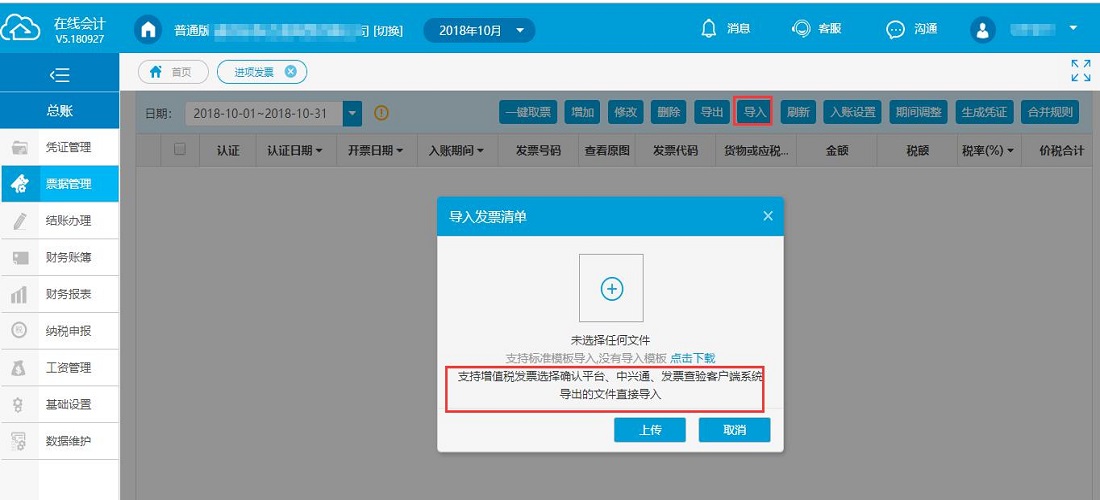 在线会计
V5.180927
普通版
司 [切换]
2018年10月
消息
客服
沟通
首页
进项发票
总账
凭证管理
票据管理
结账办理
财务账簿
财务报表
纳税申报
工资管理
基础设置
数据维护
日期: 2018-10-01~2018-10-31
一键取票 增加 修改 删除 导出 导入 刷新 入账设置 期间调整 生成凭证 合并规则
认证 认证日期 开票日期 入账期间 发票号码 查看原图 发票代码 货物或应税... 金额 税额 税率(%) 价税合计
导入发票清单
未选择任何文件
支持标准模板导入,没有导入模板 点击下载
支持增值税发票选择确认平台、中兴通、发票查验客户端系统
导出的文件直接导入
上传 取消